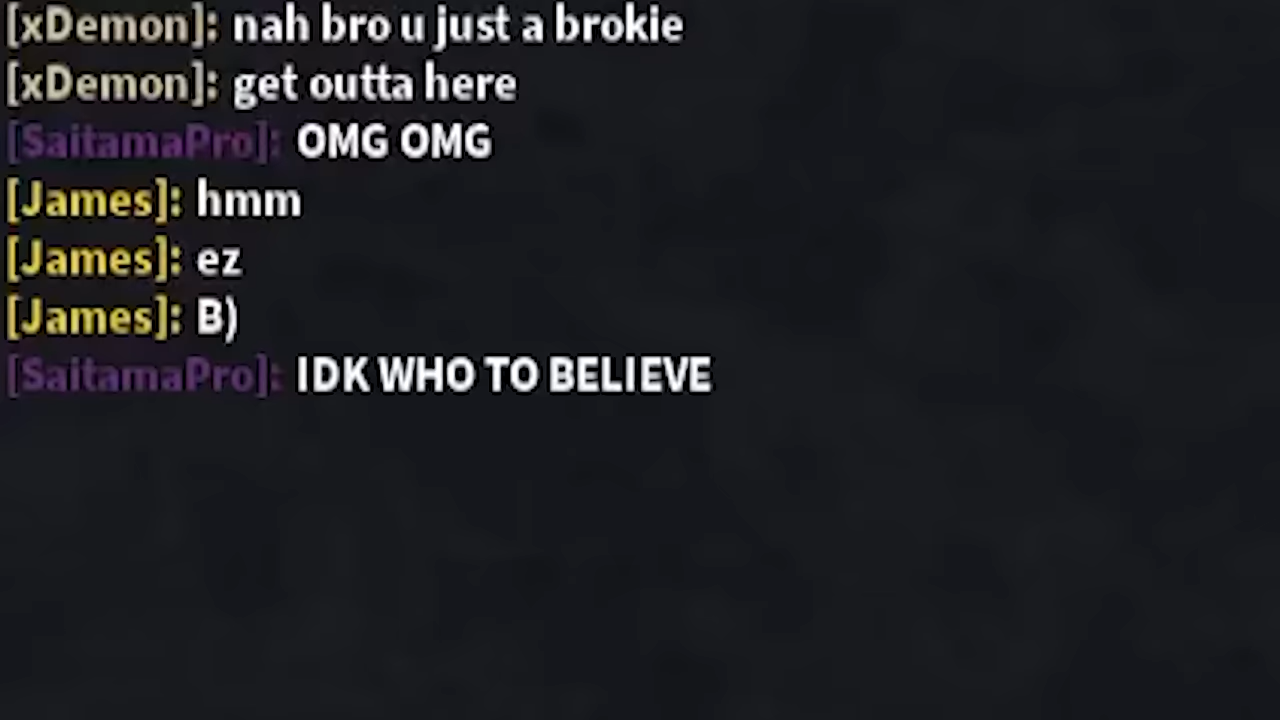 [xDemon]: nah bro u just a brokie
[xDemon]: get outta here
[SaitamaPro]: OMG OMG
[James]: hmm
[James]: ez
[James]: B)
[SaitamaPro]: IDK WHO TO BELIEVE